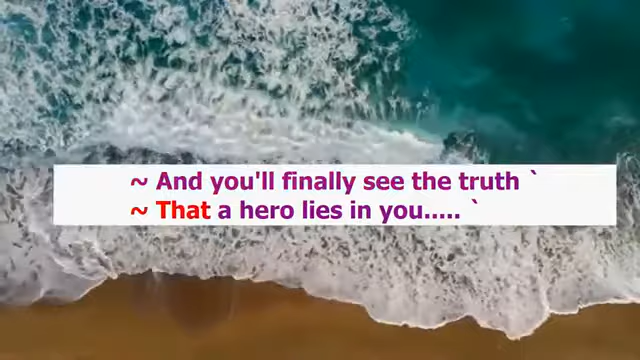 ~ And you'll finally see the truth `
~ That a hero lies in you..... `